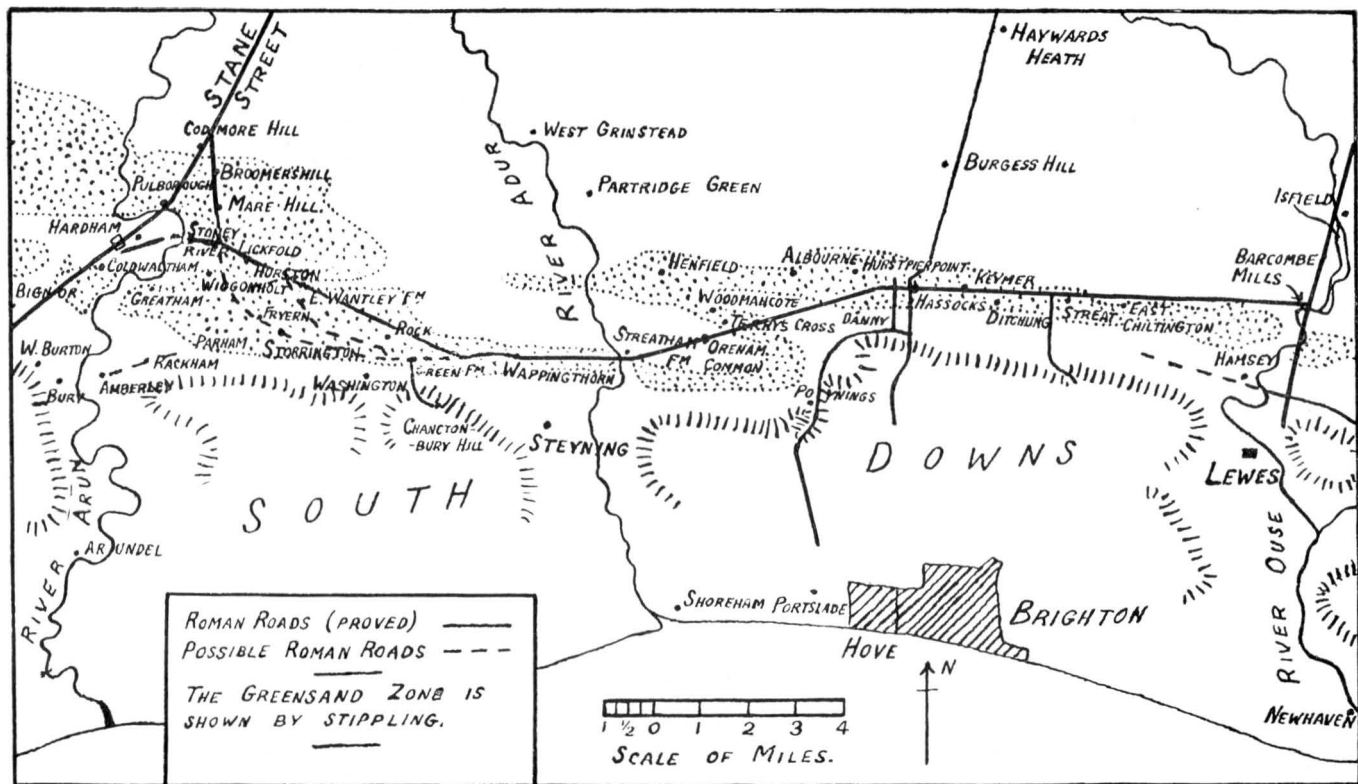 STANE
STREET
HAYWARDS
HEATH
CODMORE HILL
WEST GRINSTEAD
RIVER ADUR
BURGESS HILL
BROOMERSHILL
PULBOROUGH
PARTRIDGE GREEN
MARE HILL.
ISFIELD
HARDHAM
STONEY
RIVER
LICKFOLD
COLDWALTHAM
HENFIELD
ALBOURNE
HURSTPIERPOINT
KEYMER
BARCOMBE
MILLS
HURSTON
WIGGONHOLT
BIGNOR
GREATHAM
E. WANTLEY FM
WOODMANCOTE
HASSOCKS
DITCHLING
STREAT
EAST
CHILTINGTON
FRYERN
ROCK
TERRYS CROSS
DANNY
PARHAM
STORRINGTON
STREATHAM
FM
ORENAM
COMMON
W. BURTON
RACKHAM
GREEN FM
WAPPINGTHORN
HAMSEY
BURY
AMBERLEY
WASHINGTON
POYNINGS
CHANCTON
-BURY HILL
STEYNING
SOUTH
DOWNS
LEWES
RIVER ARUN
ARUNDEL
RIVER OUSE
SHOREHAM
PORTSLADE
BRIGHTON
HOVE
N
NEWHAVEN
ROMAN ROADS (PROVED)
POSSIBLE ROMAN ROADS
THE GREENSAND ZONE IS
SHOWN BY STIPPLING.
1 ½ 0 1 2 3 4
SCALE OF MILES.